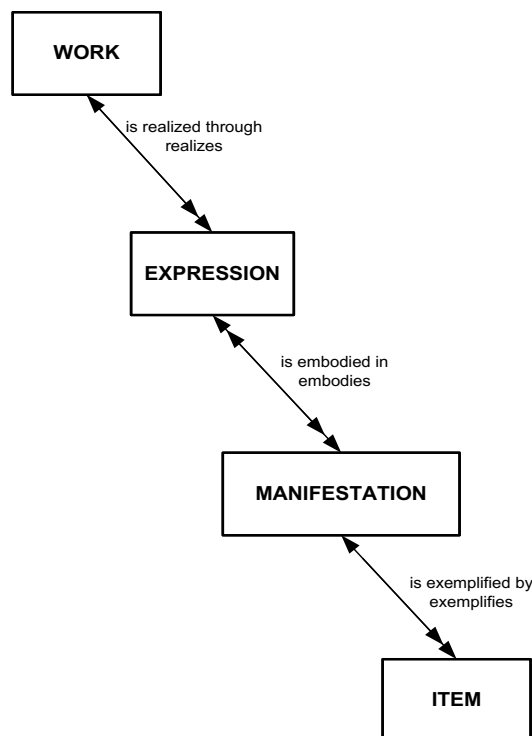 WORK
is realized through
realizes
EXPRESSION
is embodied in
embodies
MANIFESTATION
is exemplified by
exemplifies
ITEM